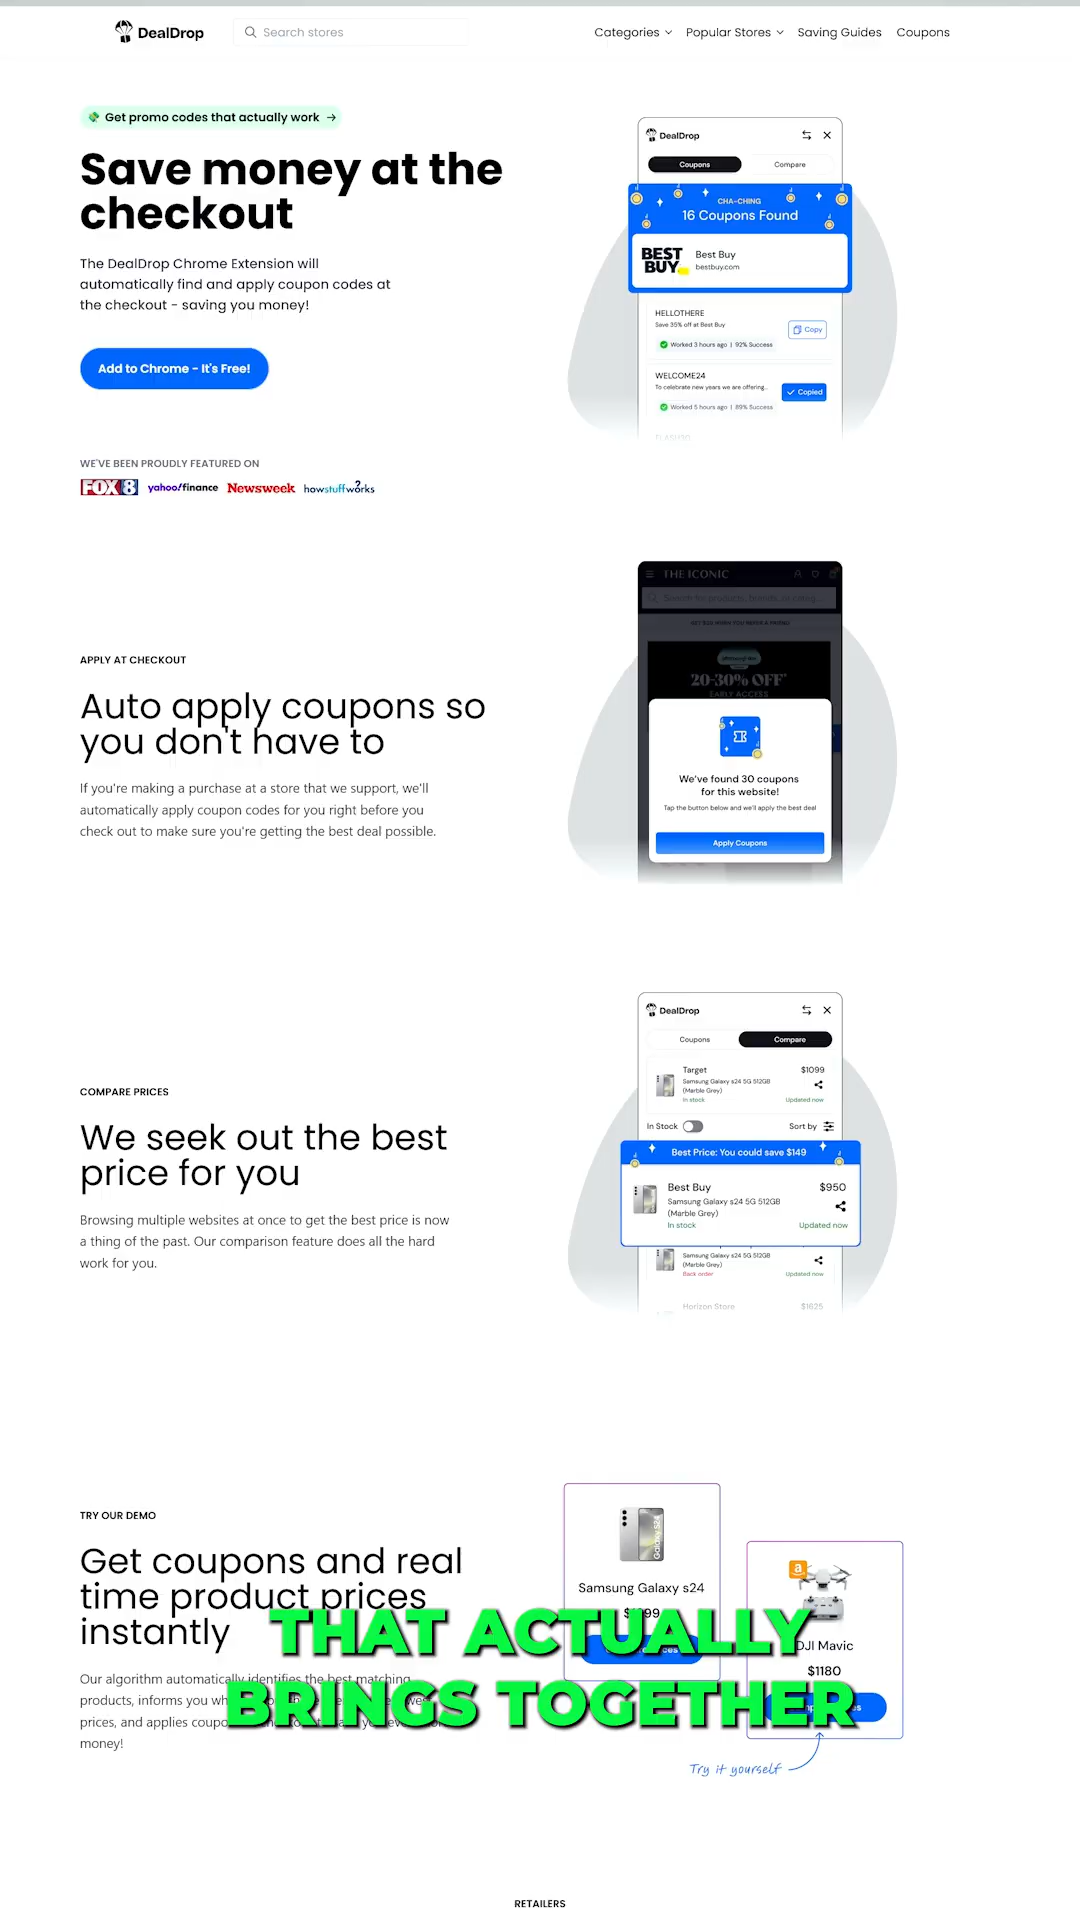 DealDrop
Search stores
Categories
Popular Stores
Saving Guides
Coupons
Get promo codes that actually work →
Save money at the
checkout
The DealDrop Chrome Extension will
automatically find and apply coupon codes at
the checkout - saving you money!
Add to Chrome - It's Free!
WE'VE BEEN PROUDLY FEATURED ON
FOX 8
yahoo!finance
Newsweek
howstuffworks
DealDrop
Coupons
Compare
CHA-CHING
16 Coupons Found
BEST
BUY
Best Buy
bestbuy.com
HELLOTHERE
Save 35% off at Best Buy
Copy
Worked 3 hours ago | 92% Success
WELCOME24
To celebrate new years we are offering...
Copied
Worked 5 hours ago | 89% Success
FLASH30
APPLY AT CHECKOUT
Auto apply coupons so
you don't have to
If you're making a purchase at a store that we support, we'll
automatically apply coupon codes for you right before you
check out to make sure you're getting the best deal possible.
THE ICONIC
Search for products, brands,
GET $20 WHEN YOU REFER A FRIEND
20-30% OFF*
EARLY ACCESS
We've found 30 coupons
for this website!
Tap the button below and we'll apply the best deal
Apply Coupons
COMPARE PRICES
We seek out the best
price for you
Browsing multiple websites at once to get the best price is now
a thing of the past. Our comparison feature does all the hard
work for you.
DealDrop
Coupons
Compare
Target
$1099
Samsung Galaxy s24 5G 512GB
(Marble Grey)
In stock
Updated now
In Stock
Sort by
Best Price: You could save $149
Best Buy
$950
Samsung Galaxy s24 5G 512GB
(Marble Grey)
In stock
Updated now
Samsung Galaxy s24 5G 512GB
(Marble Grey)
Back order
Updated now
Horizon Store
$1625
TRY OUR DEMO
Get coupons and real
time product prices
instantly
Our algorithm automatically identifies the best matching
products, informs you
prices, and applies
money!
Galaxy S24
Samsung Galaxy s24
a
DJI Mavic
$1180
Try it yourself
THAT ACTUALLY
BRINGS TOGETHER
RETAILERS